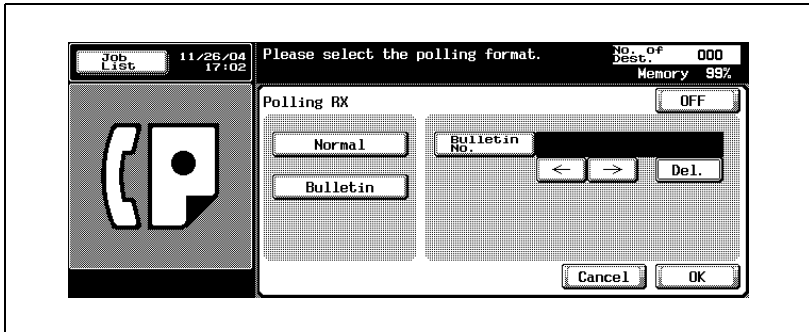 Job List
11/26/04
17:02
Please select the polling format.
No. of Dest. 000
Memory 99%
Polling RX
OFF
Normal
Bulletin
Bulletin No.
← →
Del.
Cancel
OK